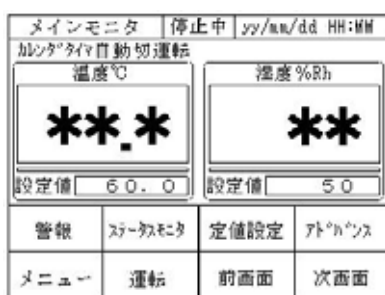 メインモニタ 停止中 yy/mm/dd HH:MM
ｶﾚﾝﾀﾞﾀｲﾏ自動切運転
温度℃ 湿度%Rh
**.* **
設定値 60. 0 設定値 50
警報 ｽﾃｰﾀｽﾓﾆﾀ 定値設定 ｱﾄﾞﾊﾞﾝｽ
メニュー 運転 前画面 次画面